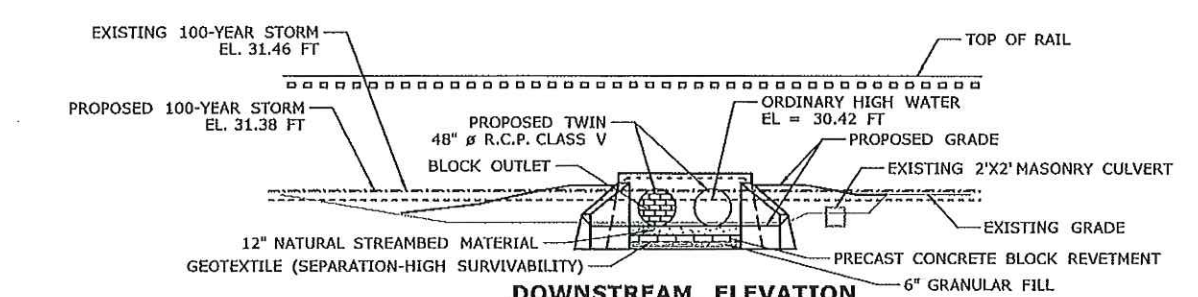 EXISTING 100-YEAR STORM
EL. 31.46 FT
TOP OF RAIL
PROPOSED 100-YEAR STORM
EL. 31.38 FT
PROPOSED TWIN
48" ø R.C.P. CLASS V
BLOCK OUTLET
ORDINARY HIGH WATER
EL = 30.42 FT
PROPOSED GRADE
EXISTING 2'X2' MASONRY CULVERT
EXISTING GRADE
12" NATURAL STREAMBED MATERIAL
GEOTEXTILE (SEPARATION-HIGH SURVIVABILITY)
PRECAST CONCRETE BLOCK REVETMENT
6" GRANULAR FILL
DOWNSTREAM ELEVATION